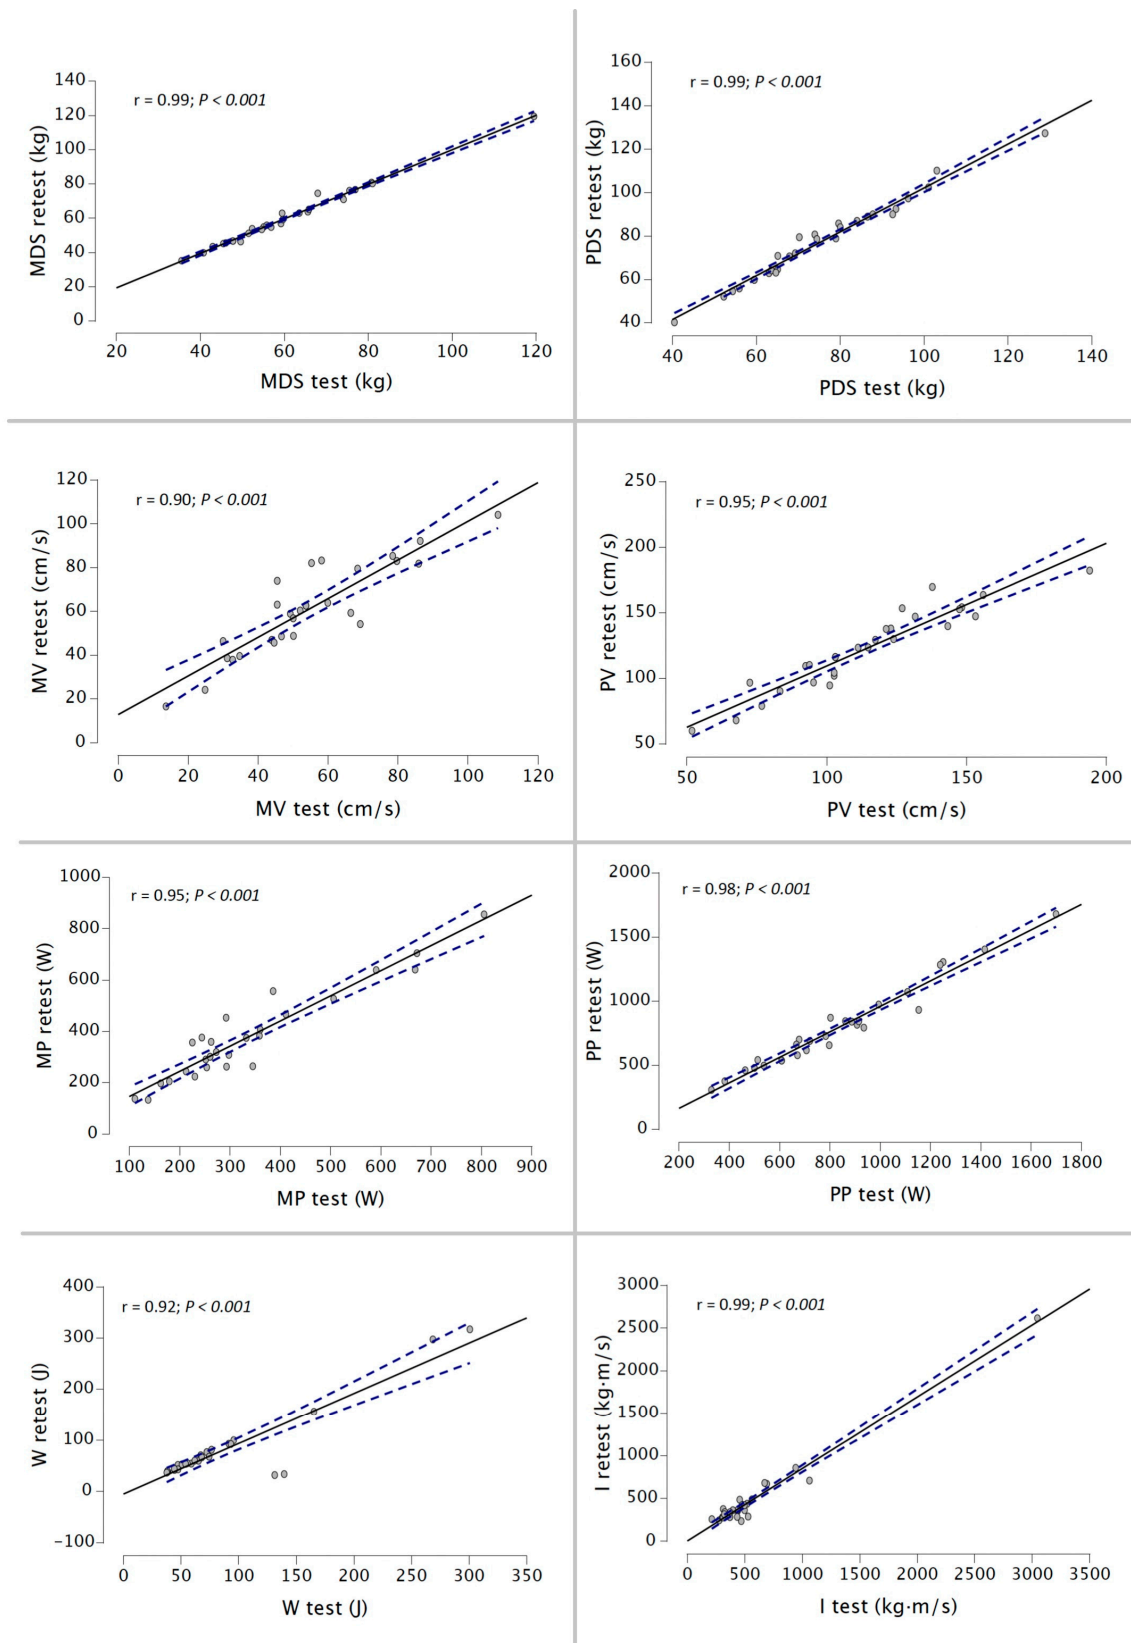 r = 0.99; P < 0.001
MDS retest (kg)
140
120
100
80
60
40
20
0
20 40 60 80 100 120
MDS test (kg)
r = 0.99; P < 0.001
PDS retest (kg)
160
140
120
100
80
60
40
40 60 80 100 120 140
PDS test (kg)
r = 0.90; P < 0.001
MV retest (cm/s)
120
100
80
60
40
20
0
0 20 40 60 80 100 120
MV test (cm/s)
r = 0.95; P < 0.001
PV retest (cm/s)
250
200
150
100
50
50 100 150 200
PV test (cm/s)
r = 0.95; P < 0.001
MP retest (W)
1000
800
600
400
200
0
100 200 300 400 500 600 700 800 900
MP test (W)
r = 0.98; P < 0.001
PP retest (W)
2000
1500
1000
500
0
200 400 600 800 1000 1200 1400 1600 1800
PP test (W)
r = 0.92; P < 0.001
W retest (J)
400
300
200
100
0
−100
0 50 100 150 200 250 300 350
W test (J)
r = 0.99; P < 0.001
I retest (kg·m/s)
3000
2500
2000
1500
1000
500
0
0 500 1000 1500 2000 2500 3000 3500
I test (kg·m/s)